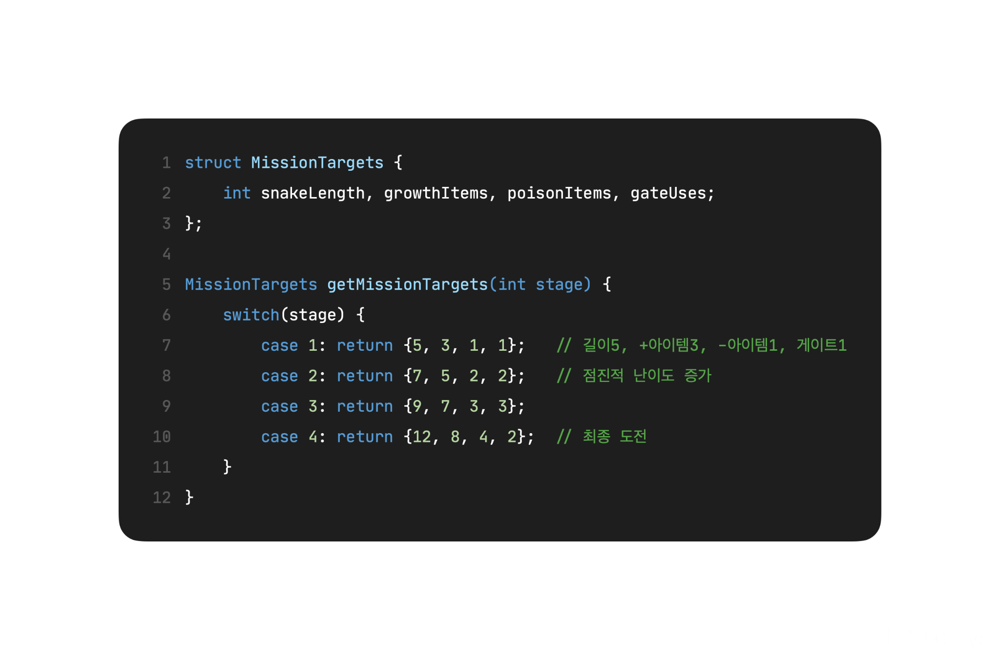 1 struct MissionTargets {
2     int snakeLength, growthItems, poisonItems, gateUses;
3 };
4
5 MissionTargets getMissionTargets(int stage) {
6     switch(stage) {
7         case 1: return {5, 3, 1, 1};   // 길이5, +아이템3, -아이템1, 게이트1
8         case 2: return {7, 5, 2, 2};   // 점진적 난이도 증가
9         case 3: return {9, 7, 3, 3};
10         case 4: return {12, 8, 4, 2};  // 최종 도전
11     }
12 }